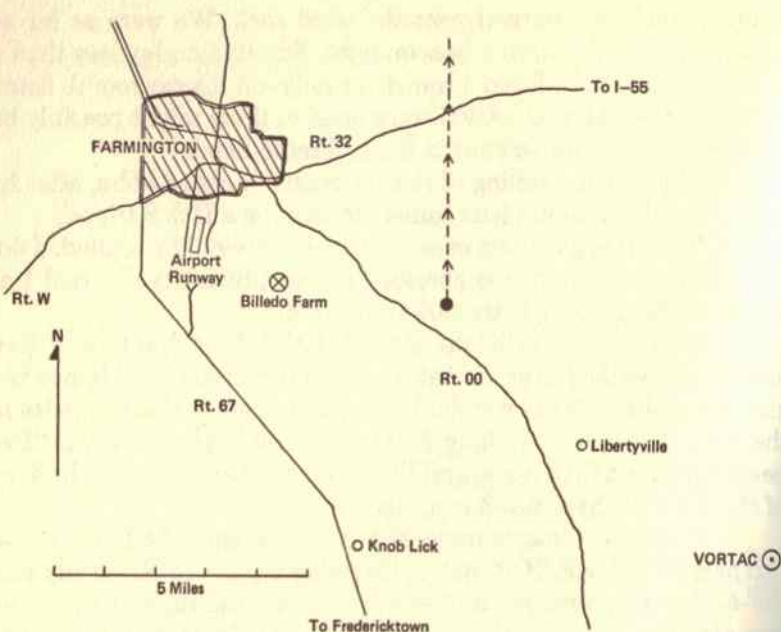 To I–55
Rt. 32
FARMINGTON
Airport
Runway
Billedo Farm
Rt. W
N
Rt. 00
Rt. 67
Libertyville
Knob Lick
VORTAC
5 Miles
To Fredericktown